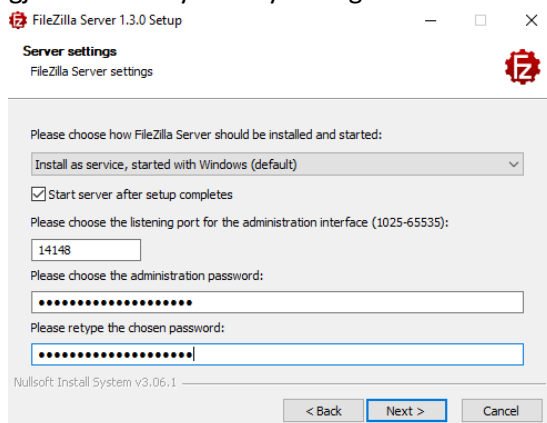 FileZilla Server 1.3.0 Setup
Server settings
FileZilla Server settings
Please choose how FileZilla Server should be installed and started:
Install as service, started with Windows (default)
Start server after setup completes
Please choose the listening port for the administration interface (1025-65535):
14148
Please choose the administration password:
●●●●●●●●●●●●●●●●●●●
Please retype the chosen password:
●●●●●●●●●●●●●●●●●●●
Nullsoft Install System v3.06.1
< Back Next > Cancel